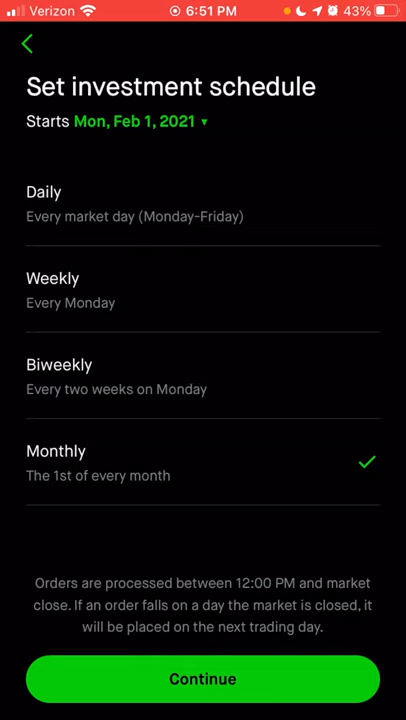 Verizon 6:51 PM 43%
Set investment schedule
Starts Mon, Feb 1, 2021
Daily
Every market day (Monday-Friday)
Weekly
Every Monday
Biweekly
Every two weeks on Monday
Monthly
The 1st of every month
Orders are processed between 12:00 PM and market
close. If an order falls on a day the market is closed, it
will be placed on the next trading day.
Continue